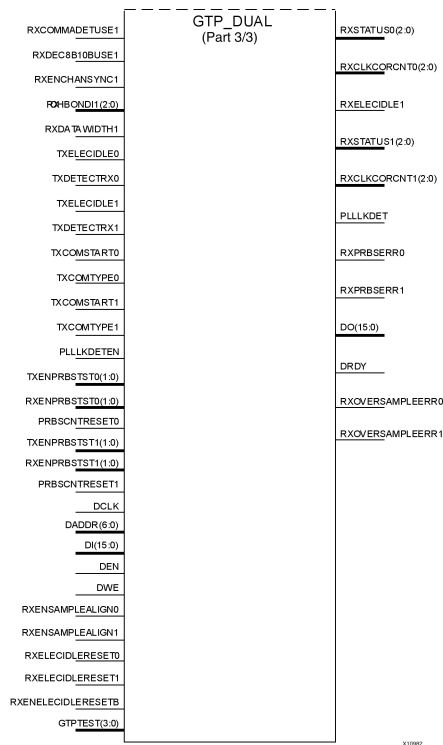 GTP_DUAL
(Part 3/3)
RXCOMMADETUSE1
RXDEC8B10BUSE1
RXENCHANSYNC1
RXDATAWIDTH1
TXELECIDLE0
TXDETECTRX0
TXELECIDLE1
TXDETECTRX1
TXCOMSTART0
TXCOMTYPE0
TXCOMSTART1
TXCOMTYPE1
PLLLKDETEN
TXENPRBSTST0(1:0)
RXENPRBSTST0(1:0)
PRBSCNTRESET0
TXENPRBSTST1(1:0)
RXENPRBSTST1(1:0)
PRBSCNTRESET1
DCLK
DADDR(6:0)
DI(15:0)
DEN
DWE
RXENSAMPLEALIGN0
RXENSAMPLEALIGN1
RXELECIDLERESET0
RXELECIDLERESET1
RXENELECIDLERESETB
GTPTEST(3:0)
RXSTATUS0(2:0)
RXCLKCORCNT0(2:0)
RXELECIDLE1
RXSTATUS1(2:0)
RXCLKCORCNT1(2:0)
PLLLKDET
RXPRBSERR0
RXPRBSERR1
DO(15:0)
DRDY
RXOVERSAMPLEERR0
RXOVERSAMPLEERR1
X10982